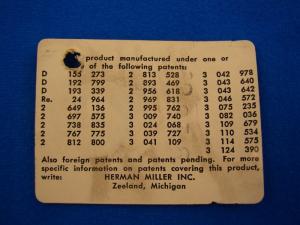 product manufactured under one or
of the following patents:
D 155 273 2 813 528 3 042 978
D 192 799 2 893 469 3 043 640
D 193 339 2 956 618 3 043 642
Re. 24 964 2 969 831 3 046 572
2 649 136 2 995 762 3 075 235
2 697 575 3 009 740 3 082 036
2 738 835 3 024 068 3 109 679
2 767 775 3 039 727 3 110 534
2 812 800 3 041 109 3 114 575
3 124 390
Also foreign patents and patents pending. For more
specific information on patents covering this product,
write: HERMAN MILLER INC.
Zeeland, Michigan